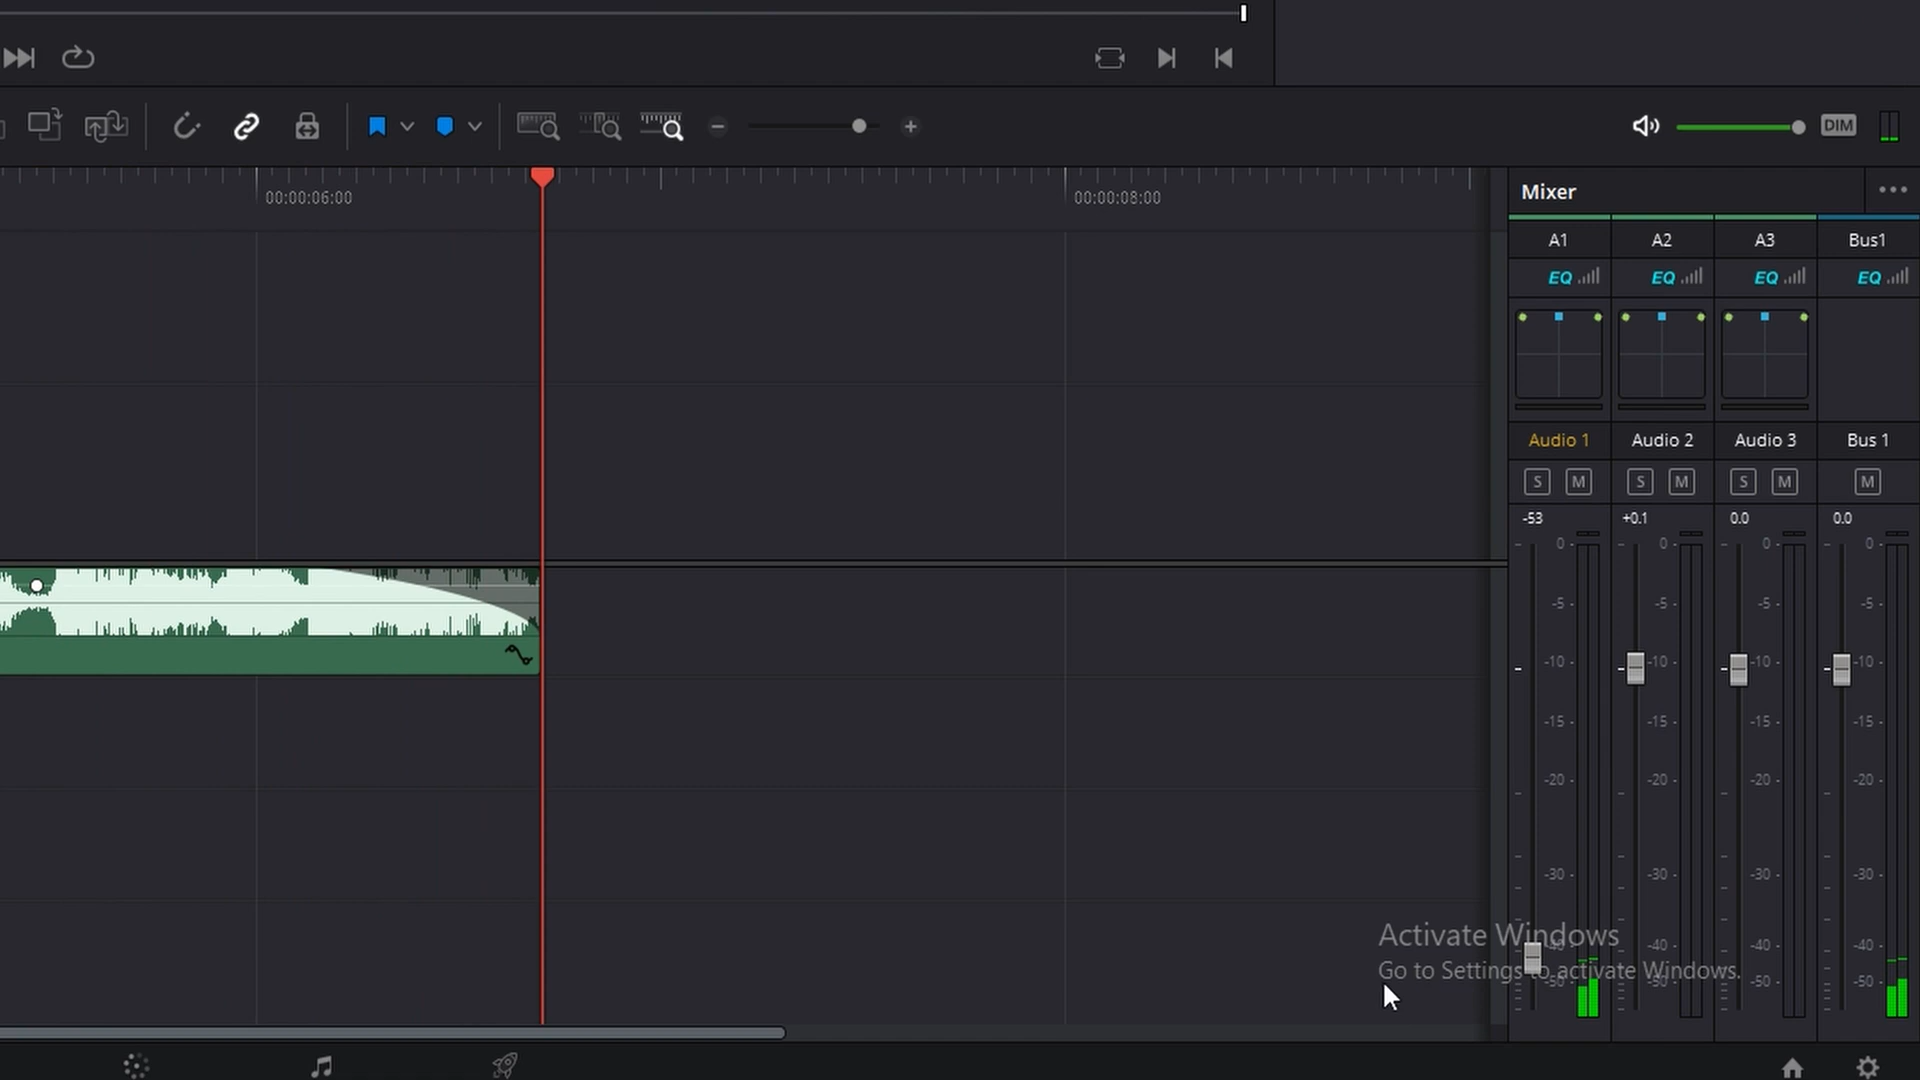 DIM
00:00:06:00
00:00:08:00
Mixer
A1 A2 A3 Bus1
EQ EQ EQ EQ
Audio 1 Audio 2 Audio 3 Bus 1
S M S M S M M
-53 +0.1 0.0 0.0
0 - 0 - 0 - 0 -
-5 - -5 - -5 - -5 -
-10 - -10 - -10 - -10 -
-15 - -15 - -15 - -15 -
-20 - -20 - -20 - -20 -
-30 - -30 - -30 - -30 -
-40 - -40 - -40 - -40 -
-50 - -50 - -50 - -50 -
Activate Windows
Go to Settings to activate Windows.